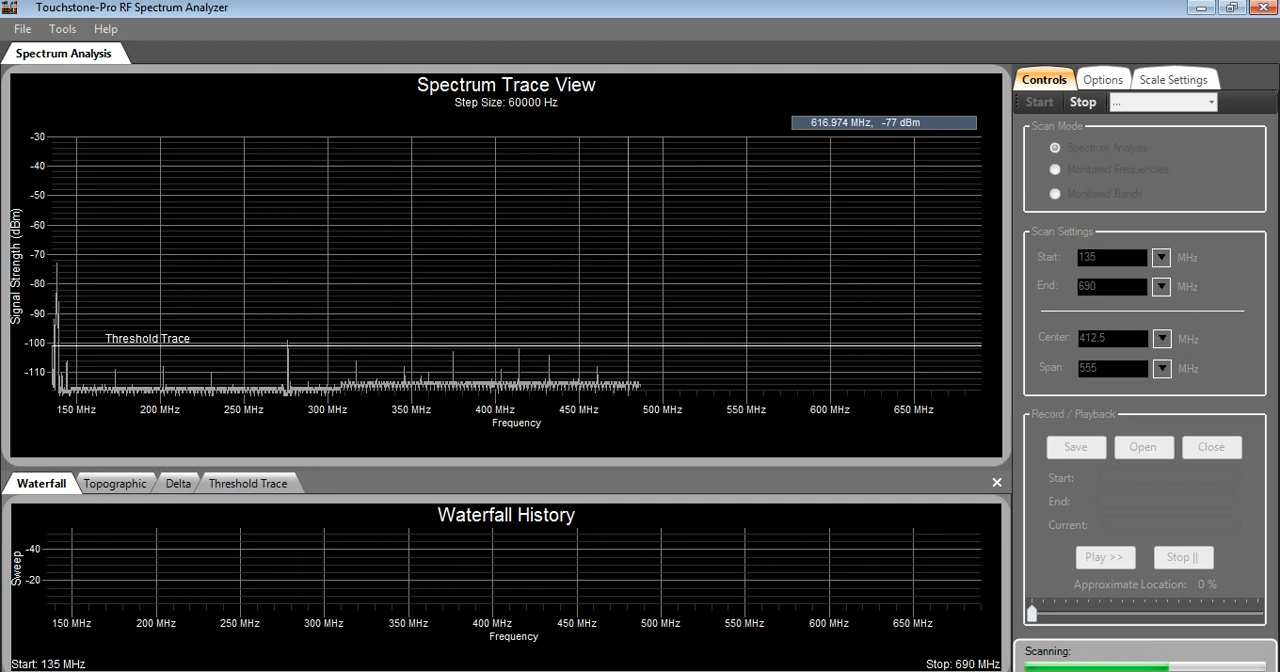 Touchstone-Pro RF Spectrum Analyzer
File Tools Help
Spectrum Analysis
Spectrum Trace View
Step Size: 60000 Hz
616.974 MHz, -77 dBm
-30
-40
-50
-60
-70
-80
-90
-100
-110
Signal Strength (dBm)
Threshold Trace
150 MHz 200 MHz 250 MHz 300 MHz 350 MHz 400 MHz 450 MHz 500 MHz 550 MHz 600 MHz 650 MHz
Frequency
Controls Options Scale Settings
Start Stop ...
Scan Mode
Spectrum Analysis
Monitored Frequencies
Monitored Bands
Scan Settings
Start: 135 MHz
End: 690 MHz
Center: 412.5 MHz
Span: 555 MHz
Record / Playback
Save Open Close
Start:
End:
Current:
Play >> Stop ||
Approximate Location: 0 %
Scanning:
Waterfall Topographic Delta Threshold Trace
Waterfall History
Sweep
-40
-20
150 MHz 200 MHz 250 MHz 300 MHz 350 MHz 400 MHz 450 MHz 500 MHz 550 MHz 600 MHz 650 MHz
Frequency
Start: 135 MHz Stop: 690 MHz